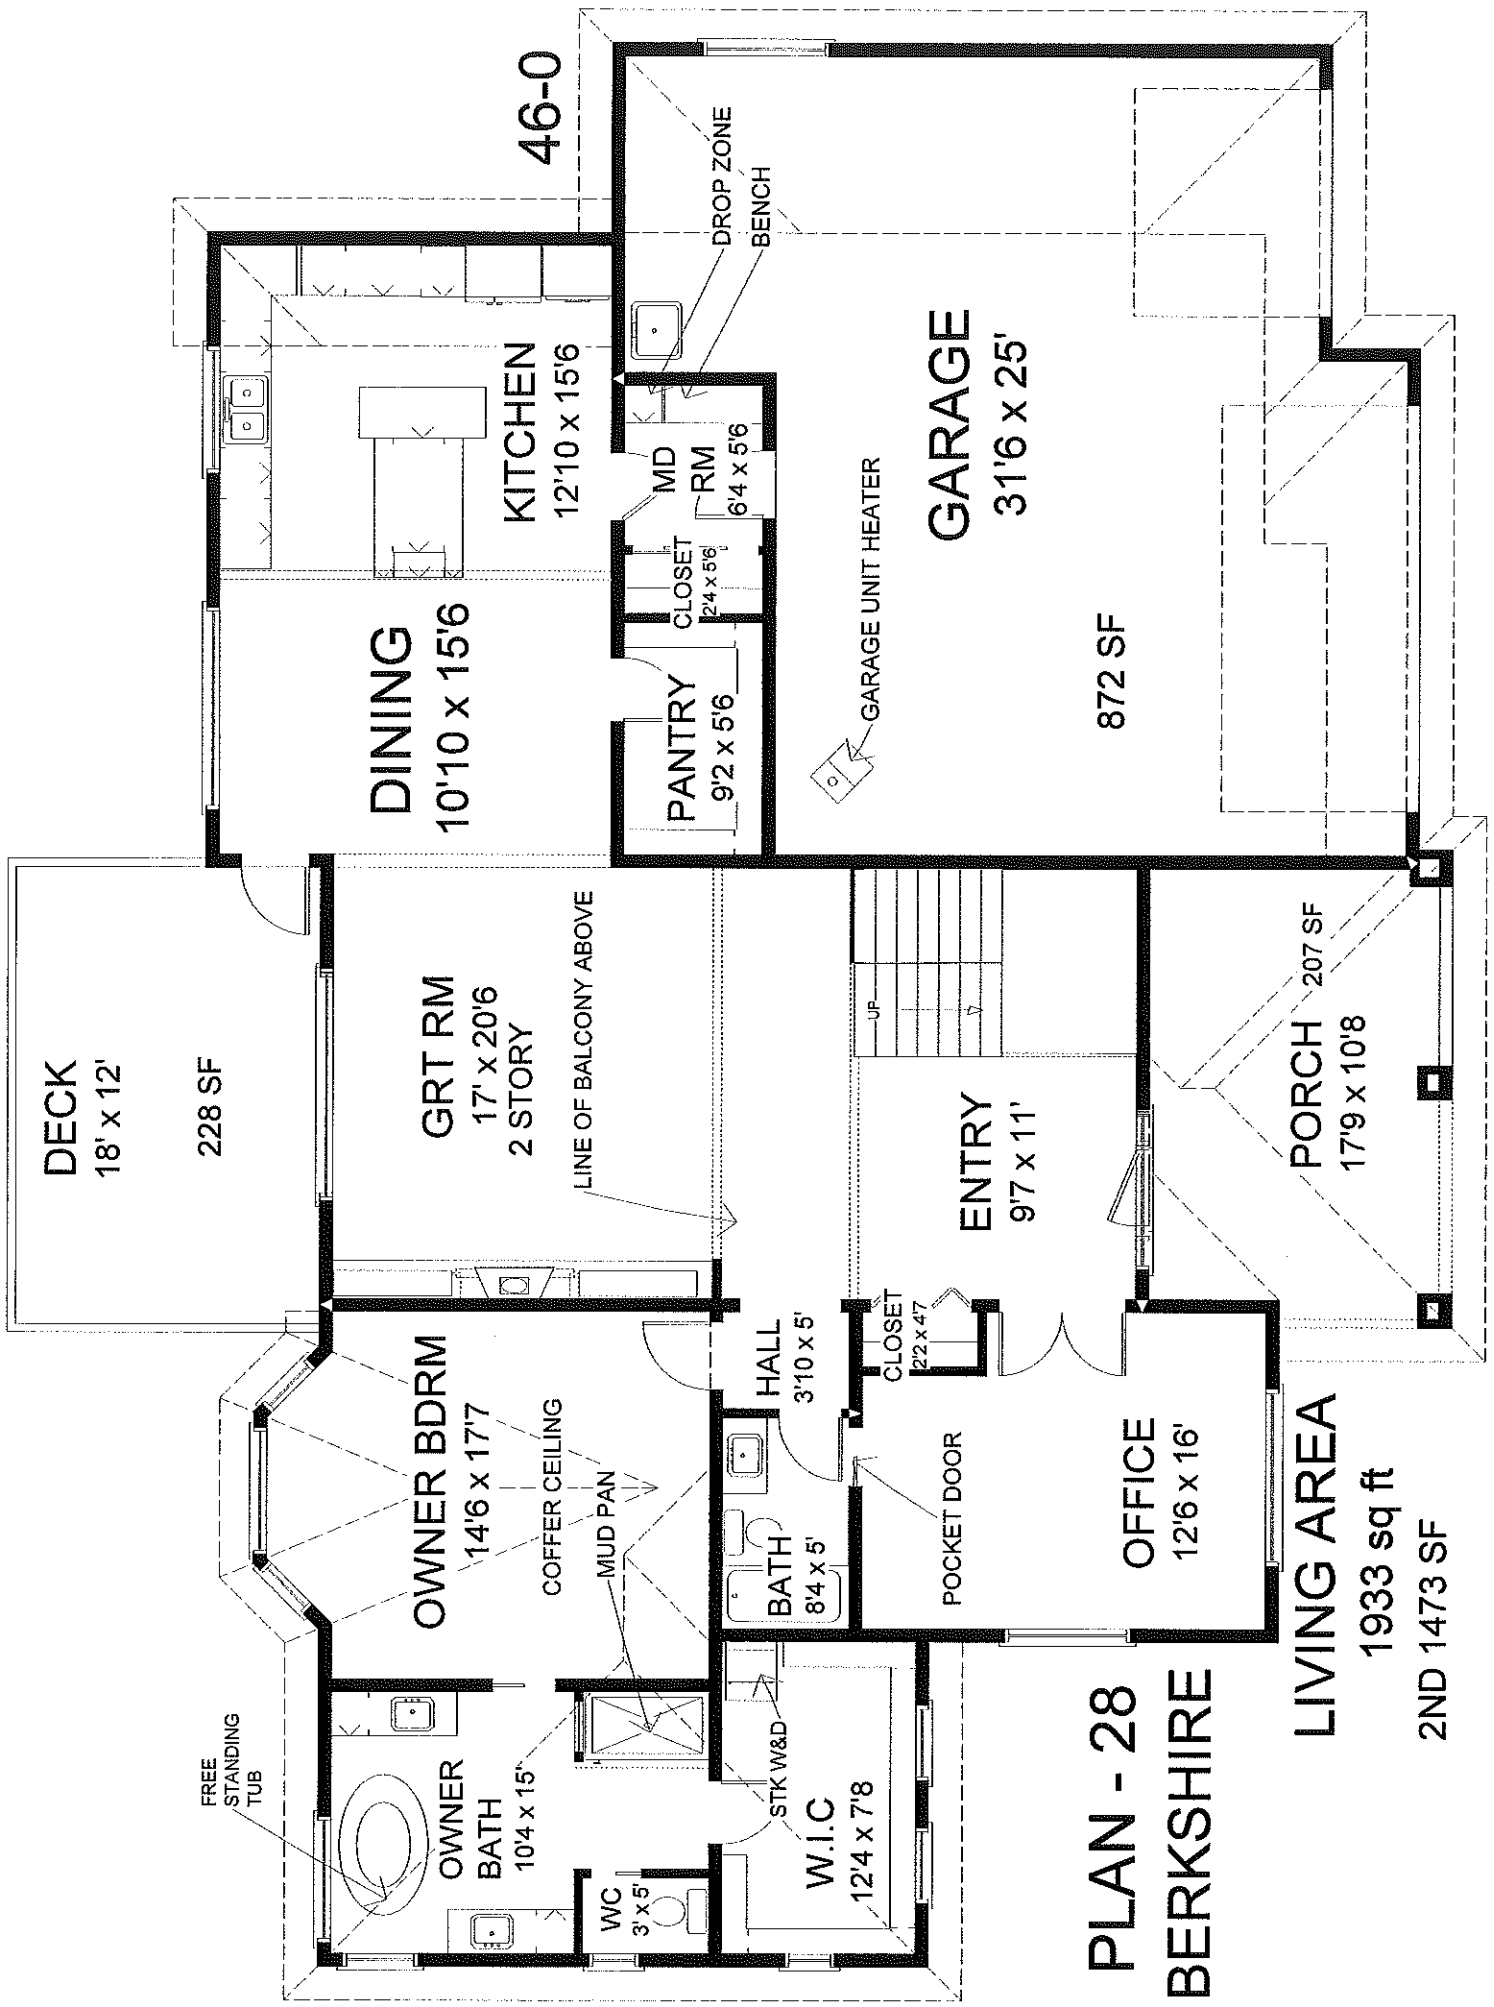 DECK
18' x 12'
228 SF
46-0
FREE
STANDING
TUB
OWNER BDRM
14'6 x 17'7
COFFER CEILING
MUD PAN
GRT RM
17' x 20'6
2 STORY
LINE OF BALCONY ABOVE
DINING
10'10 x 15'6
KITCHEN
12'10 x 15'6
OWNER
BATH
10'4 x 15'
WC
3' x 5'
PANTRY
9'2 x 5'6
CLOSET
2'4 x 5'6
MD
RM
6'4 x 5'6
DROP ZONE
BENCH
STK W&D
W.I.C
12'4 x 7'8
BATH
8'4 x 5'
HALL
3'10 x 5'
CLOSET
2'2 x 4'7
POCKET DOOR
OFFICE
12'6 x 16'
ENTRY
9'7 x 11'
UP
GARAGE UNIT HEATER
GARAGE
31'6 x 25'
872 SF
PORCH
17'9 x 10'8
207 SF
PLAN - 28
BERKSHIRE
LIVING AREA
1933 sq ft
2ND 1473 SF